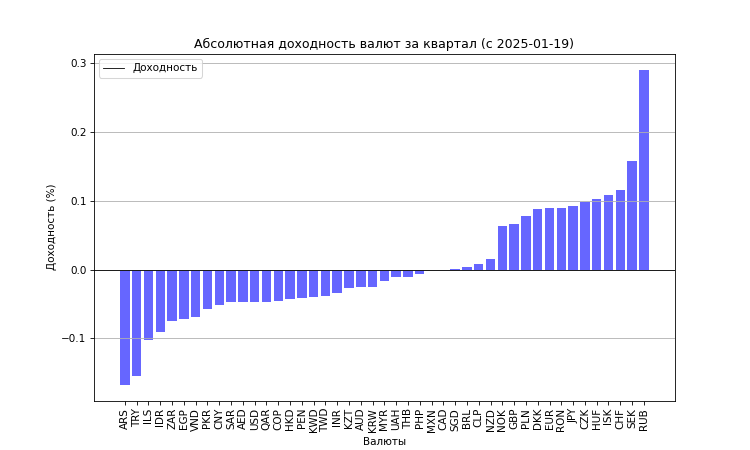 Абсолютная доходность валют за квартал (с 2025-01-19)
Доходность
0.3
0.2
0.1
0.0
−0.1
Доходность (%)
ARS TRY ILS IDR ZAR EGP VND PKR CNY SAR AED USD QAR COP HKD PEN KWD TWD INR KZT AUD KRW MYR UAH THB PHP MXN CAD SGD BRL CLP NZD NOK GBP PLN DKK EUR RON JPY CZK HUF ISK CHF SEK RUB
Валюты